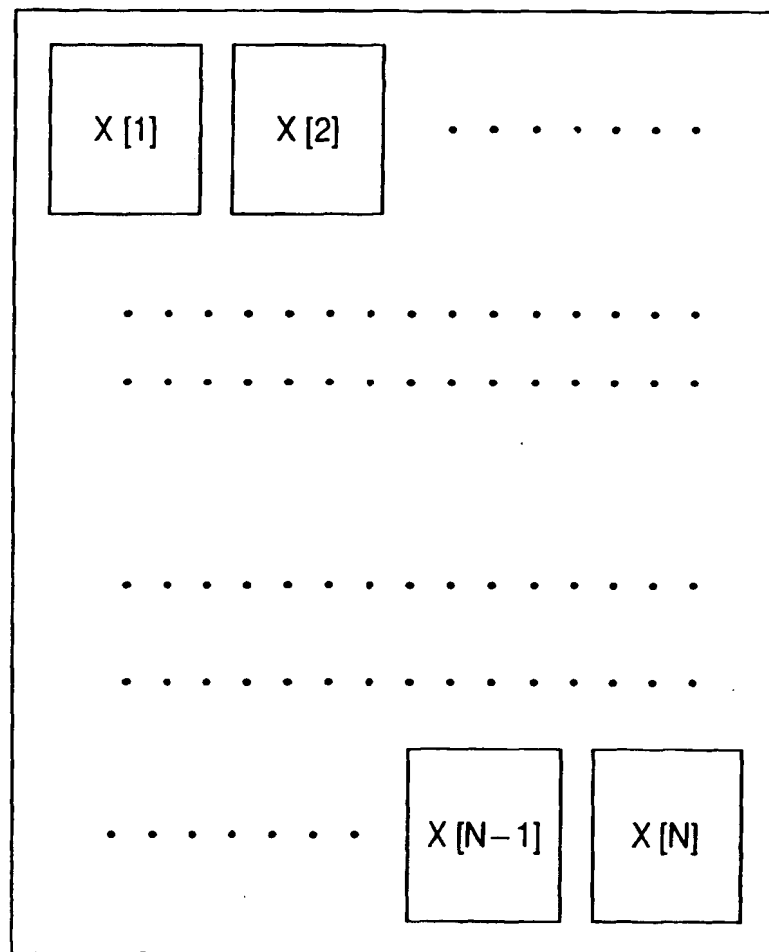 X [1] X [2] . . . . . . .
. . . . . . . . . . . . . . .
. . . . . . . . . . . . . . .
. . . . . . . . . . . . . . .
. . . . . . . . . . . . . . .
. . . . . . . X [N−1] X [N]